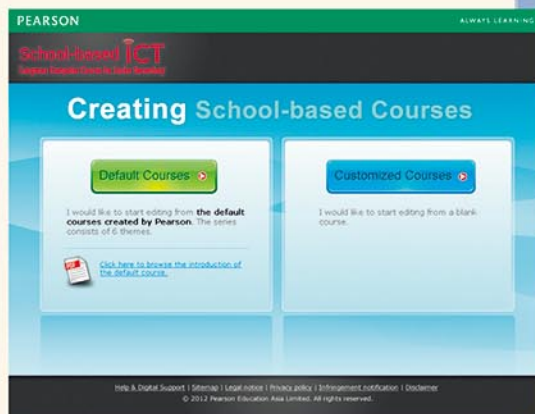 PEARSON
ALWAYS LEARNING
School-based ICT
Creating School-based Courses
Default Courses
I would like to start editing from the default
courses created by Pearson. The series
consists of 6 themes.
Click here to browse the introduction of
the default course.
Customized Courses
I would like to start editing from a blank
course.
Help & Digital Support | Sitemap | Legal notice | Privacy policy | Infringement notification | Disclaimer
© 2012 Pearson Education Asia Limited. All rights reserved.